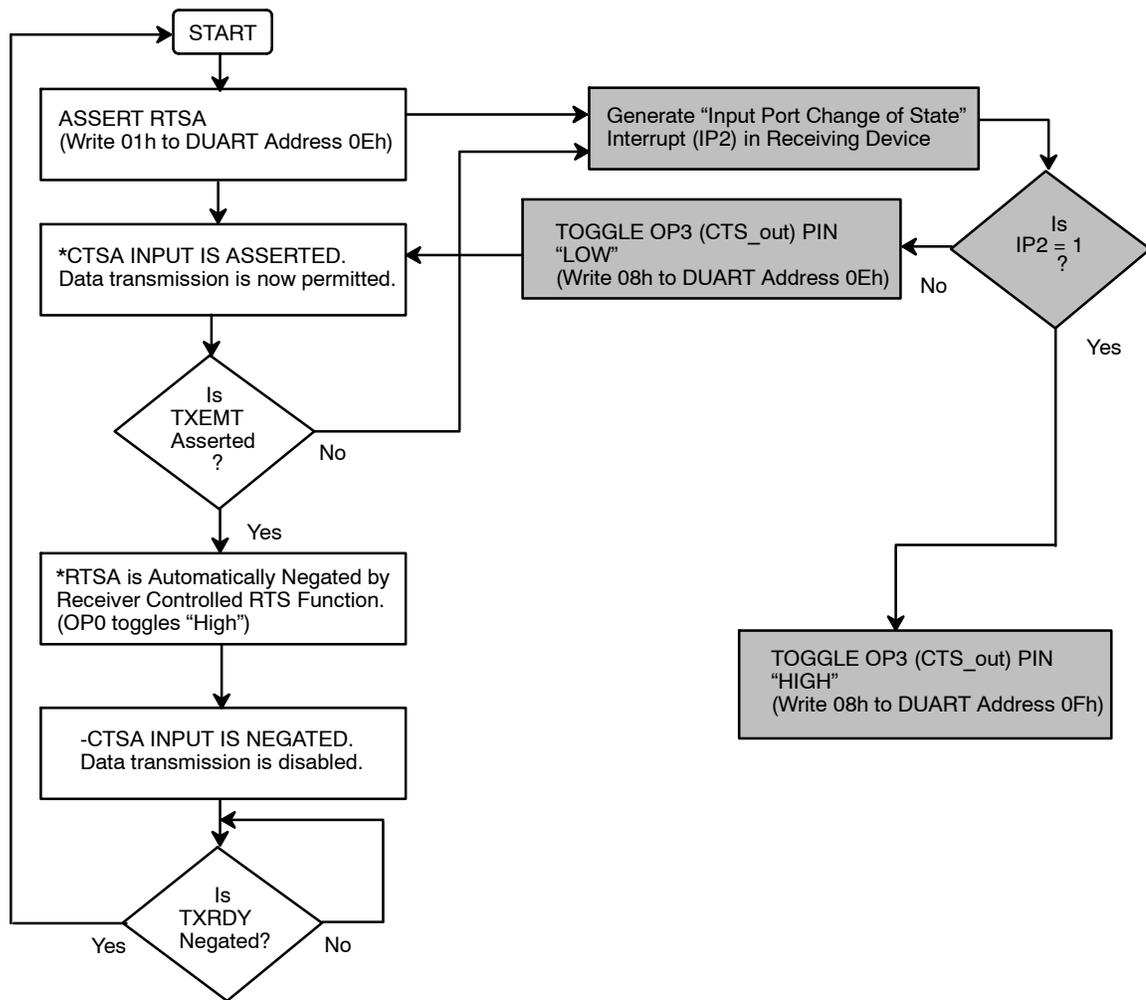 START
ASSERT RTSA
(Write 01h to DUART Address 0Eh)
Generate “Input Port Change of State”
Interrupt (IP2) in Receiving Device
Is
IP2 = 1
?
No
Yes
TOGGLE OP3 (CTS_out) PIN
“LOW”
(Write 08h to DUART Address 0Eh)
*CTSA INPUT IS ASSERTED.
Data transmission is now permitted.
Is
TXEMT
Asserted
?
No
Yes
*RTSA is Automatically Negated by
Receiver Controlled RTS Function.
(OP0 toggles “High”)
TOGGLE OP3 (CTS_out) PIN
“HIGH”
(Write 08h to DUART Address 0Fh)
-CTSA INPUT IS NEGATED.
Data transmission is disabled.
Is
TXRDY
Negated?
Yes
No